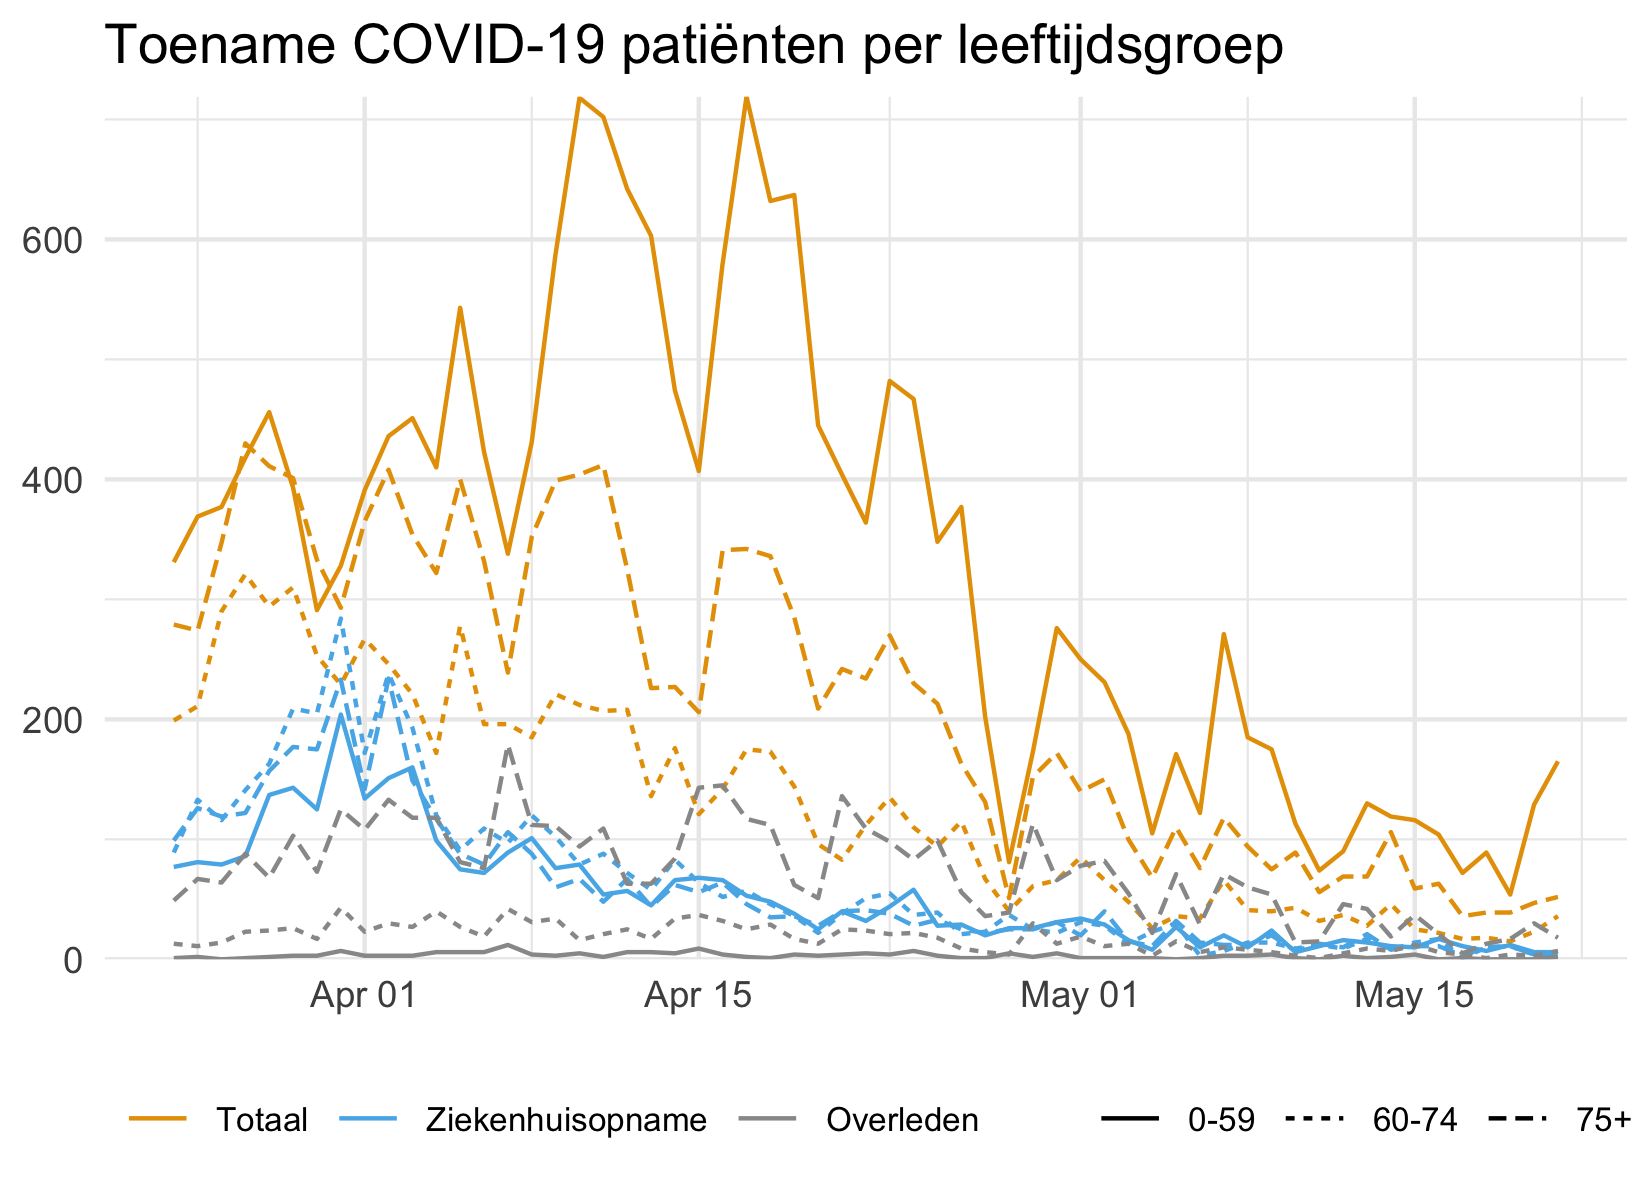 Toename COVID-19 patiënten per leeftijdsgroep
600
400
200
0
Apr 01 Apr 15 May 01 May 15
Totaal Ziekenhuisopname Overleden 0-59 60-74 75+